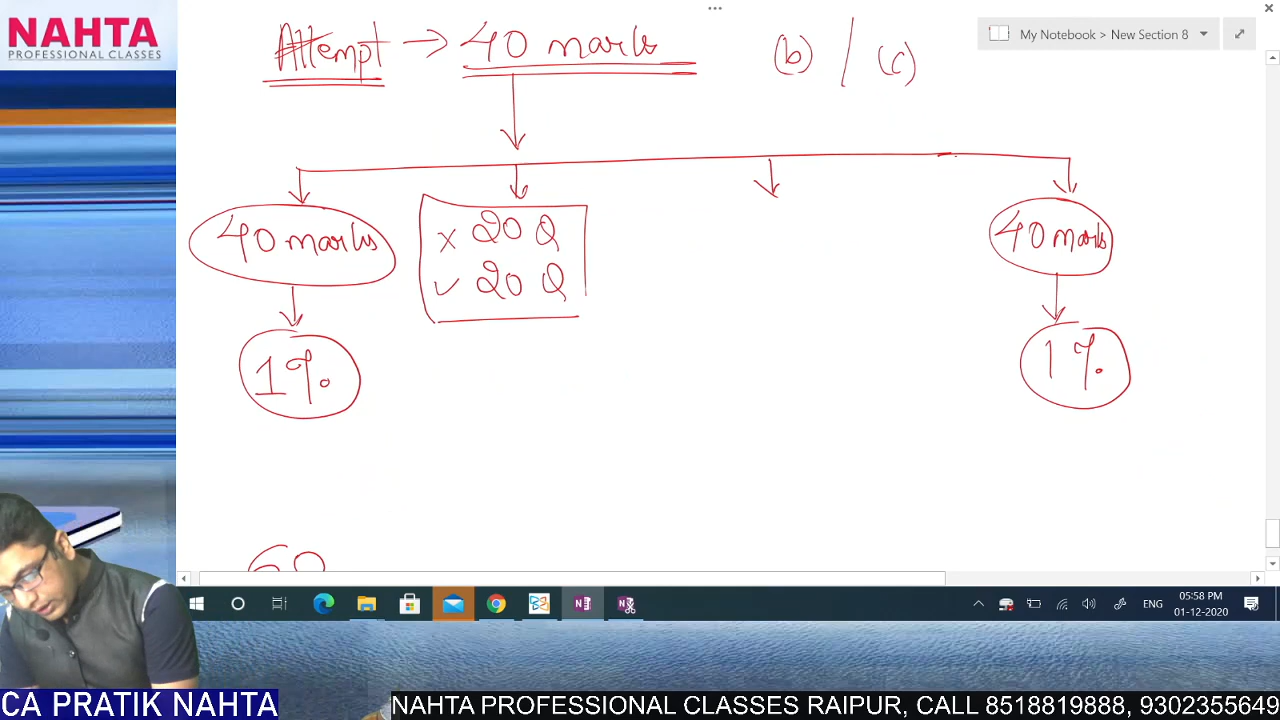 NAHTA
PROFESSIONAL CLASSES
My Notebook > New Section 8
Attempt → 40 marks (b) / (c)
40 marks
x 20 Q
✓ 20 Q
40 marks
1%
1%
60
ENG
05:58 PM
01-12-2020
CA PRATIK NAHTA
NAHTA PROFESSIONAL CLASSES RAIPUR, CALL 8518819888, 9302355649